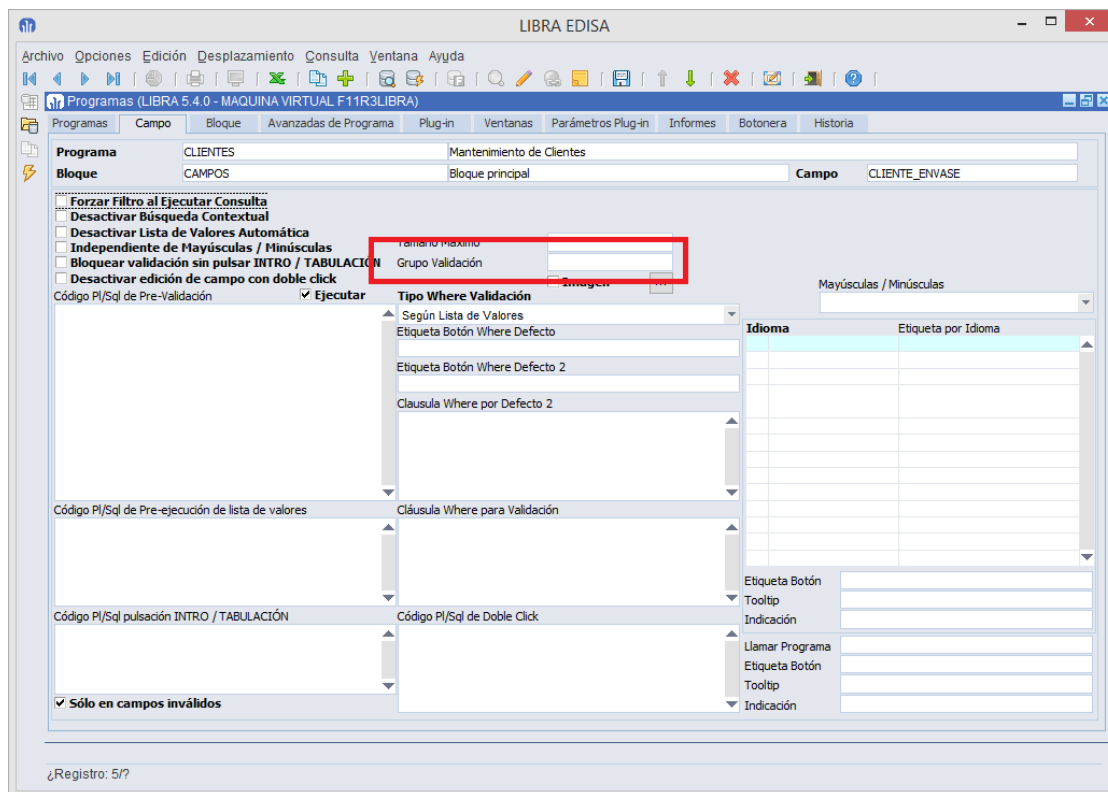 LIBRA EDISA
Archivo Opciones Edición Desplazamiento Consulta Ventana Ayuda
Programas (LIBRA 5.4.0 - MAQUINA VIRTUAL F11R3LIBRA)
Programas Campo Bloque Avanzadas de Programa Plug-in Ventanas Parámetros Plug-in Informes Botonera Historia
Programa CLIENTES Mantenimiento de Clientes
Bloque CAMPOS Bloque principal Campo CLIENTE_ENVASE
Forzar Filtro al Ejecutar Consulta
Desactivar Búsqueda Contextual
Desactivar Lista de Valores Automática
Independiente de Mayúsculas / Minúsculas Tamaño Máximo
Bloquear validación sin pulsar INTRO / TABULACIÓN Grupo Validación
Desactivar edición de campo con doble click Imagen ... Mayúsculas / Minúsculas
Código Pl/Sql de Pre-Validación Ejecutar Tipo Where Validación
Según Lista de Valores
Etiqueta Botón Where Defecto Idioma Etiqueta por Idioma
Etiqueta Botón Where Defecto 2
Clausula Where por Defecto 2
Código Pl/Sql de Pre-ejecución de lista de valores Cláusula Where para Validación
Etiqueta Botón
Tooltip
Código Pl/Sql pulsación INTRO / TABULACIÓN Código Pl/Sql de Doble Click Indicación
Llamar Programa
Etiqueta Botón
Tooltip
Sólo en campos inválidos Indicación
¿Registro: 5/?